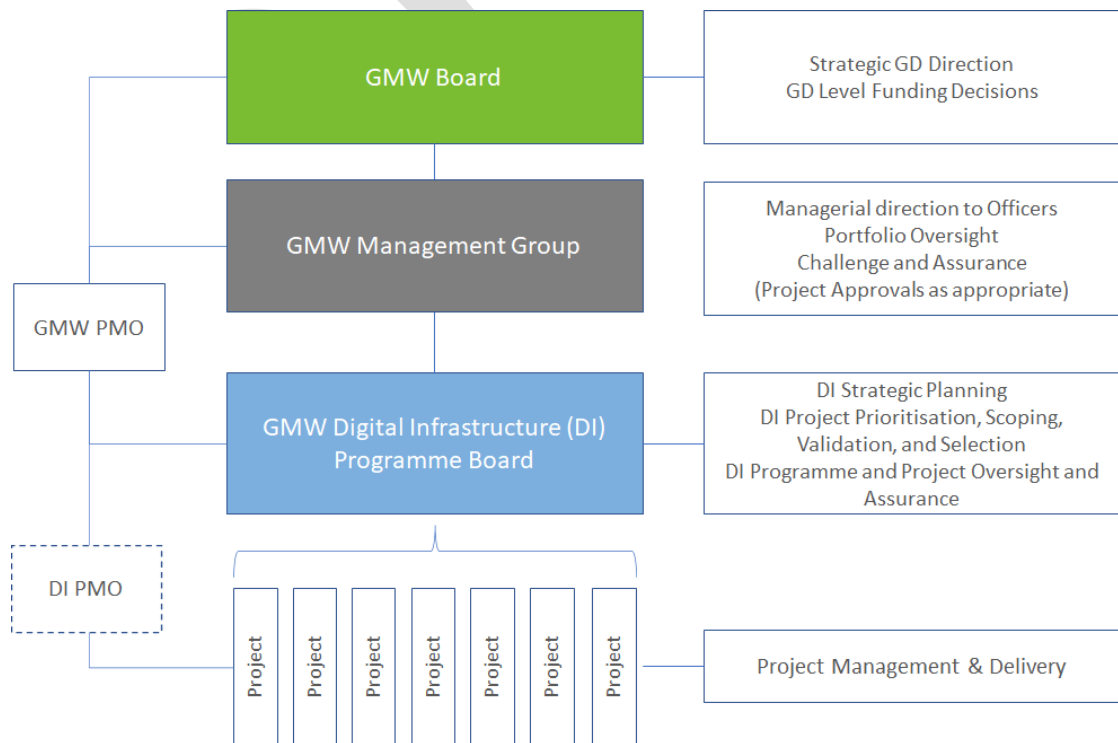 GMW Board
Strategic GD Direction
GD Level Funding Decisions
GMW Management Group
Managerial direction to Officers
Portfolio Oversight
Challenge and Assurance
(Project Approvals as appropriate)
GMW PMO
GMW Digital Infrastructure (DI)
Programme Board
DI Strategic Planning
DI Project Prioritisation, Scoping,
Validation, and Selection
DI Programme and Project Oversight and
Assurance
DI PMO
Project
Project
Project
Project
Project
Project
Project
Project Management & Delivery